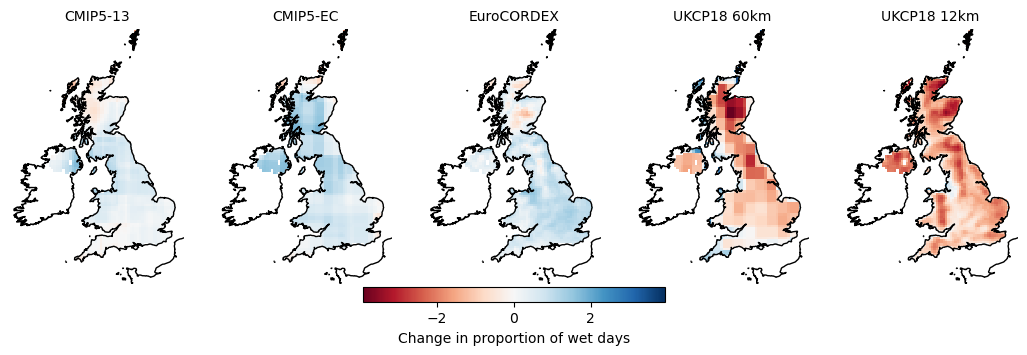 CMIP5-13 CMIP5-EC EuroCORDEX UKCP18 60km UKCP18 12km
−2 0 2
Change in proportion of wet days